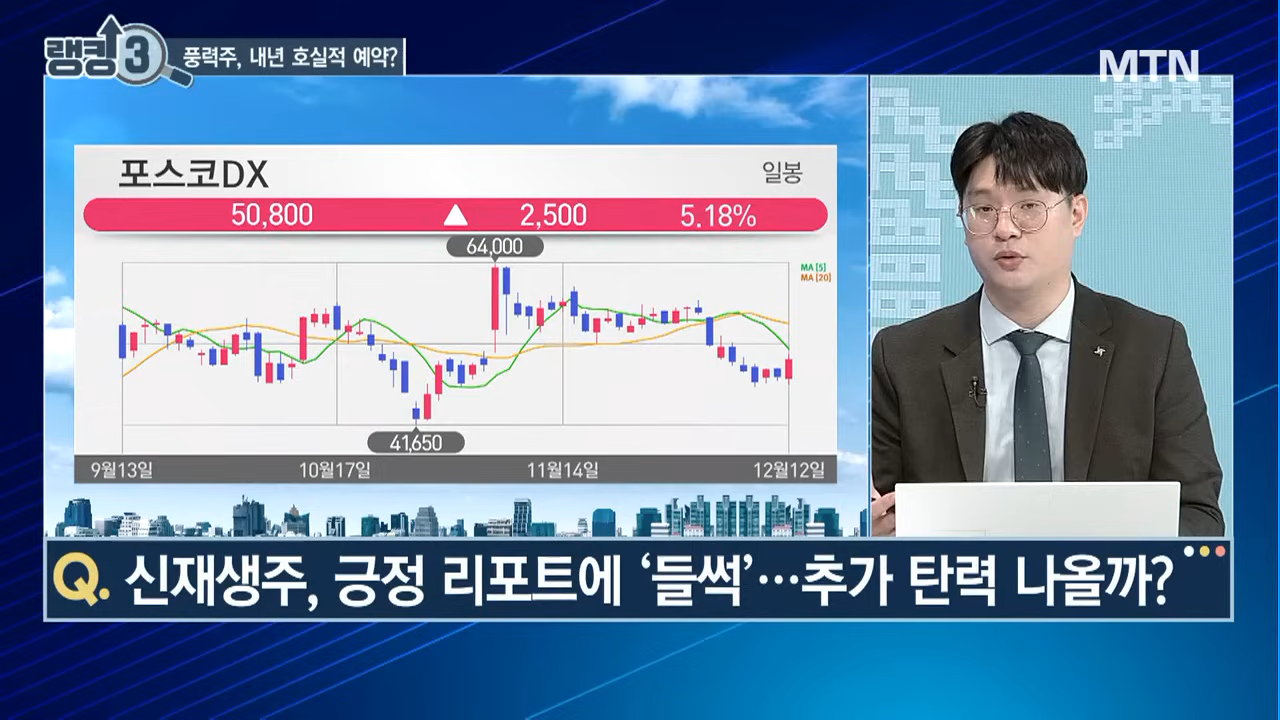 랭킹3
풍력주, 내년 호실적 예약?
MTN
포스코DX
일봉
50,800 ▲ 2,500 5.18%
64,000
MA [5]
MA [20]
41,650
9월13일 10월17일 11월14일 12월12일
Q. 신재생주, 긍정 리포트에 ‘들썩’…추가 탄력 나올까?